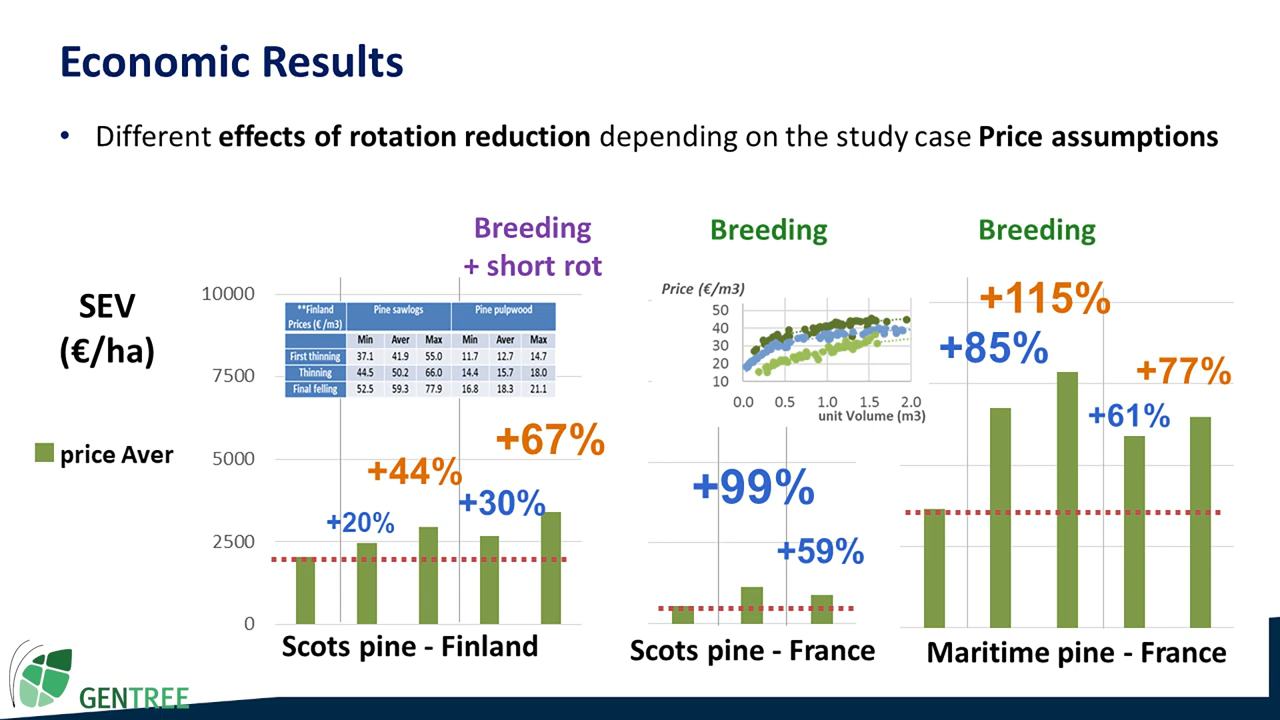 Economic Results
• Different effects of rotation reduction depending on the study case Price assumptions
Breeding
+ short rot
Breeding
Breeding
SEV
(€/ha)
price Aver
10000
7500
5000
2500
0
**Finland Pine sawlogs Pine pulpwood
Prices (€ /m3)
Min Aver Max Min Aver Max
First thinning 37.1 41.9 55.0 11.7 12.7 14.7
Thinning 44.5 50.2 66.0 14.4 15.7 18.0
Final felling 52.5 59.3 77.9 16.8 18.3 21.1
+20%
+44%
+30%
+67%
Scots pine - Finland
Price (€/m3)
50
40
30
20
10
0.0 0.5 1.0 1.5 2.0
unit Volume (m3)
+99%
+59%
Scots pine - France
+115%
+85%
+77%
+61%
Maritime pine - France
GENTREE